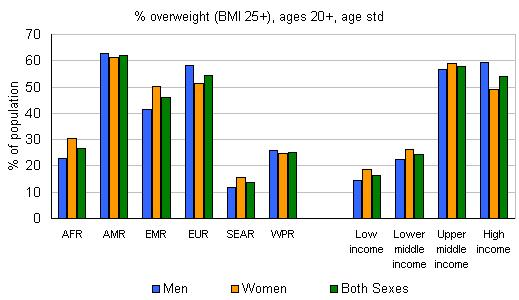 % overweight (BMI 25+), ages 20+, age std
% of population
70
60
50
40
30
20
10
0
AFR AMR EMR EUR SEAR WPR
Low income
Lower middle income
Upper middle income
High income
Men Women Both Sexes